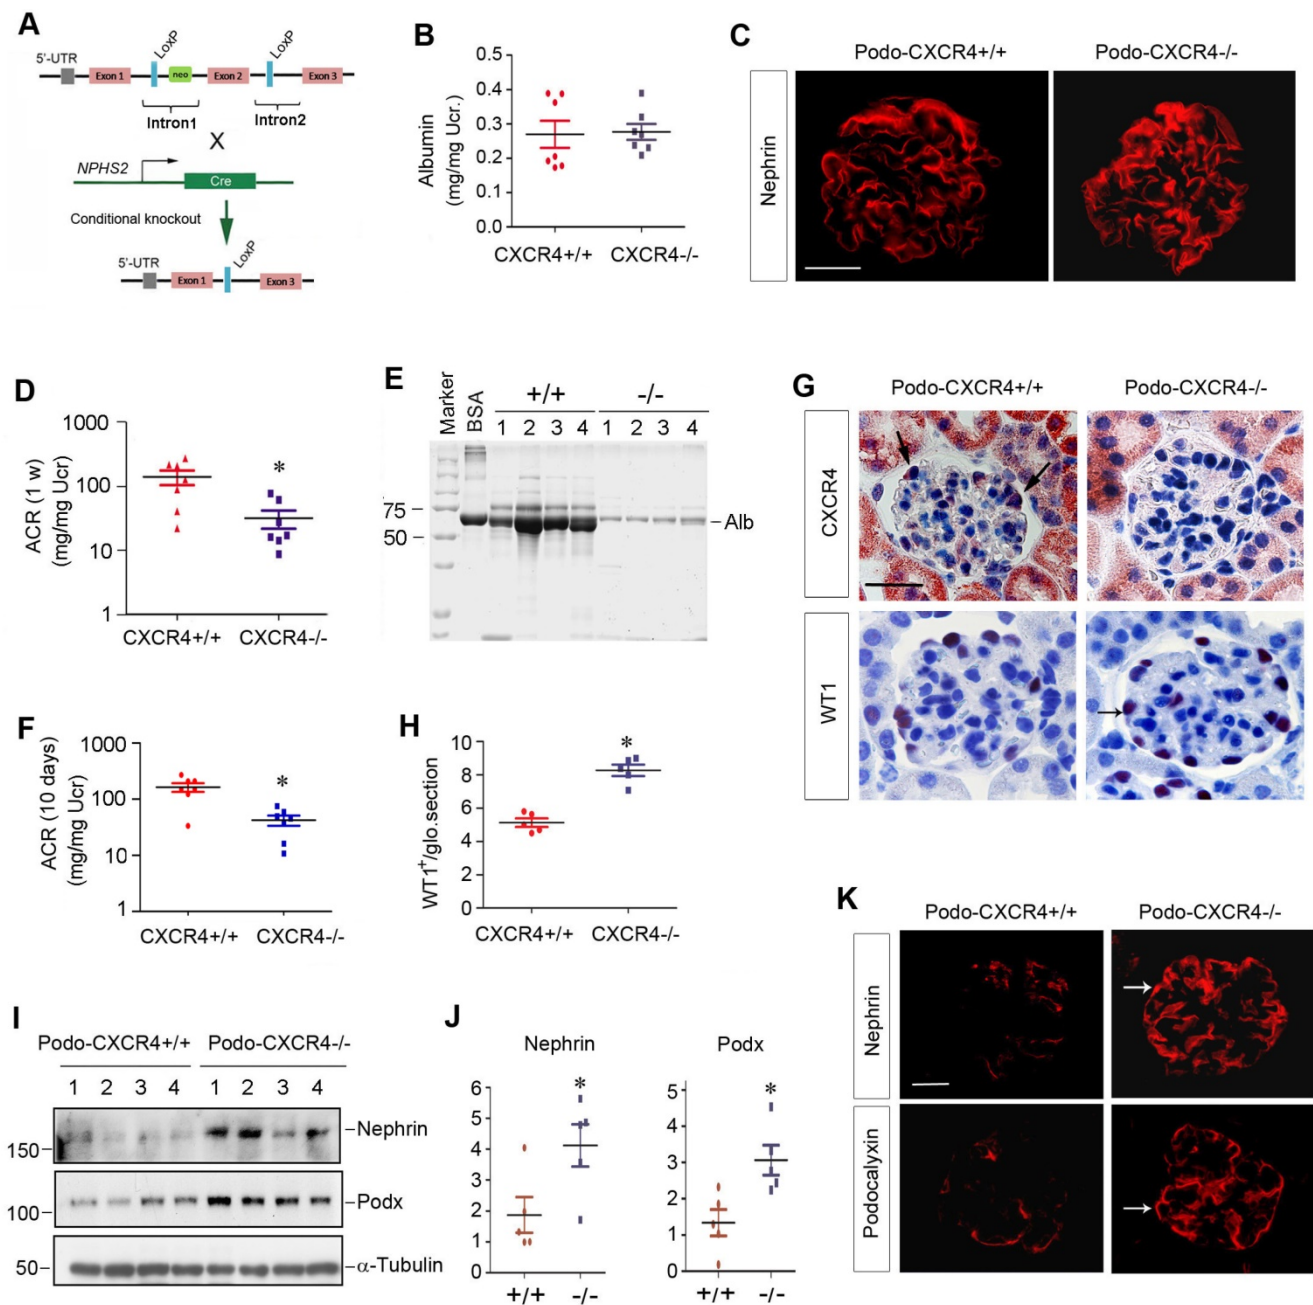 A
5'-UTR
LoxP
LoxP
Exon 1
neo
Exon 2
Exon 3
Intron1
Intron2
X
NPHS2
Cre
Conditional knockout
LoxP
5'-UTR
Exon 1
Exon 3
B
Albumin
(mg/mg Ucr.)
0.5
0.4
0.3
0.2
0.1
0.0
CXCR4+/+
CXCR4-/-
C
Podo-CXCR4+/+
Podo-CXCR4-/-
Nephrin
D
ACR (1 w)
(mg/mg Ucr)
1000
100
10
1
*
CXCR4+/+
CXCR4-/-
E
Marker
BSA
+/+
-/-
1 2 3 4 1 2 3 4
75
50
Alb
G
Podo-CXCR4+/+
Podo-CXCR4-/-
CXCR4
WT1
F
ACR (10 days)
(mg/mg Ucr)
1000
100
10
1
*
CXCR4+/+
CXCR4-/-
H
WT1+/glo.section
10
8
6
4
2
0
*
CXCR4+/+
CXCR4-/-
I
Podo-CXCR4+/+
Podo-CXCR4-/-
1 2 3 4 1 2 3 4
150
Nephrin
100
Podx
50
α-Tubulin
J
Nephrin
6
5
4
3
2
1
0
*
+/+
-/-
Podx
5
4
3
2
1
0
*
+/+
-/-
K
Podo-CXCR4+/+
Podo-CXCR4-/-
Nephrin
Podocalyxin